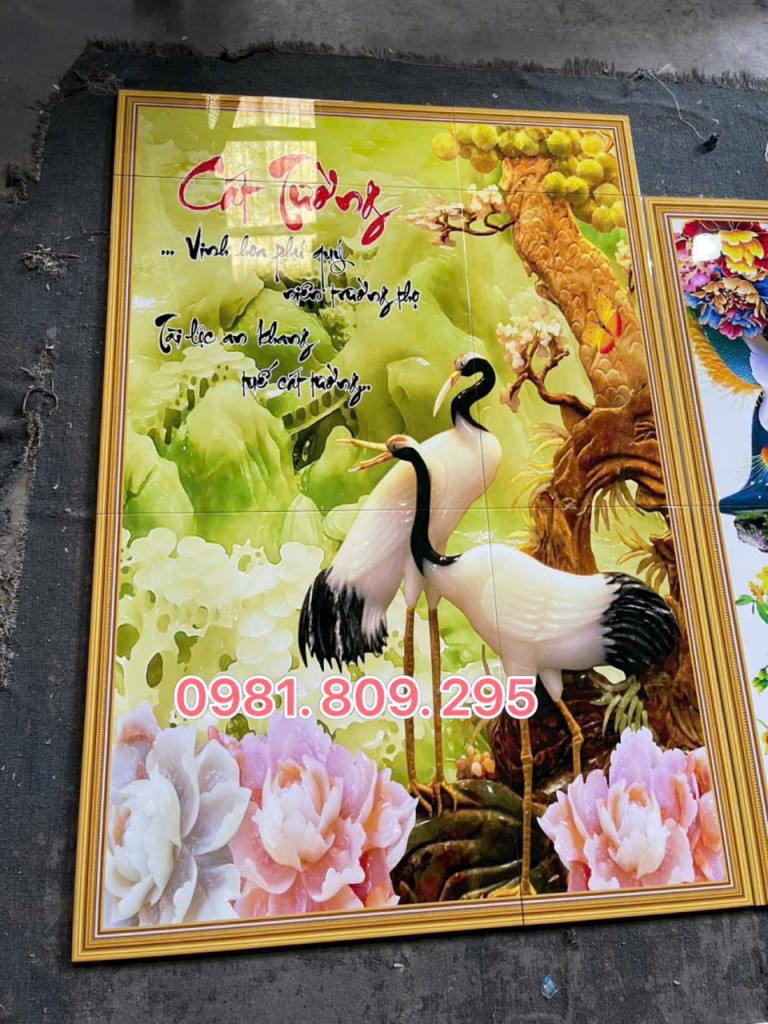 Cát Tường
... Vinh hoa phú quý
niên trường thọ
Tài lộc an khang
tuế cát tường..
0981.809.295